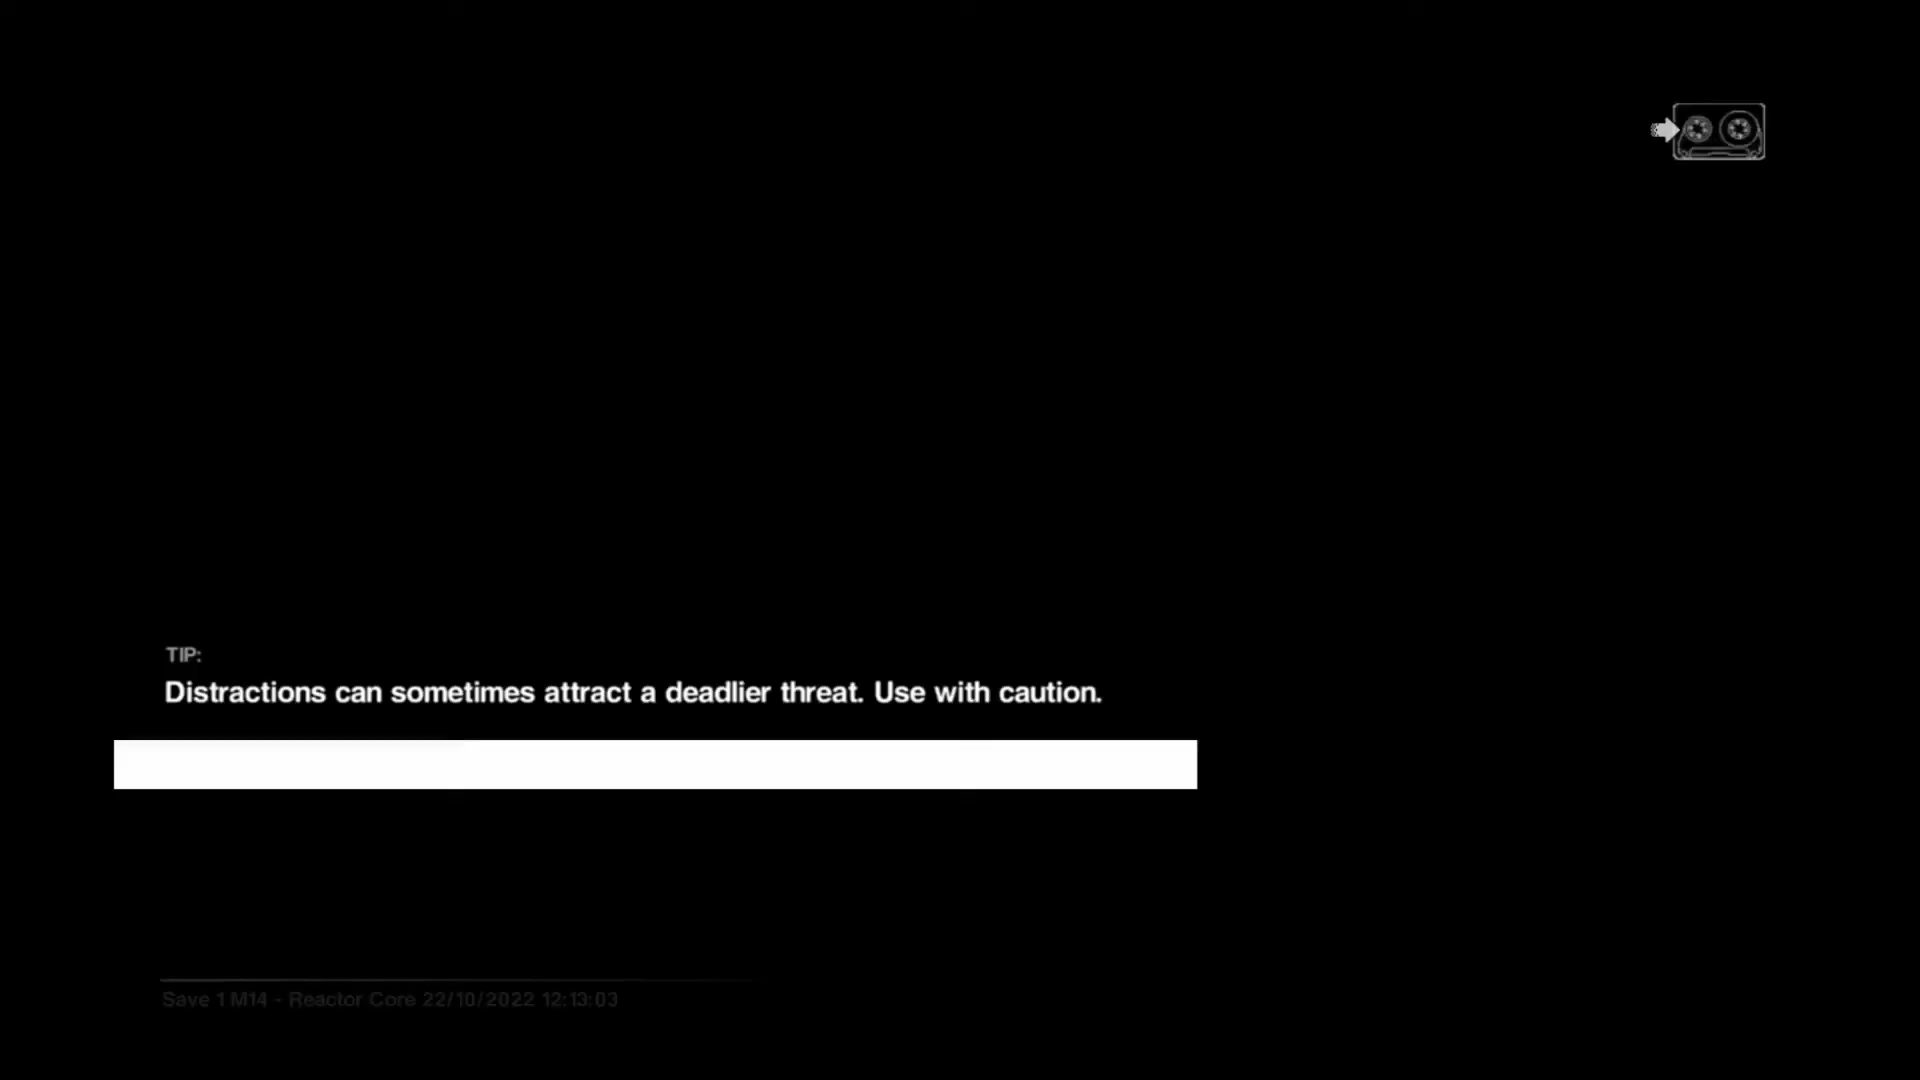 TIP:
Distractions can sometimes attract a deadlier threat. Use with caution.
Save 1 M14 - Reactor Core 22/10/2022 12:13:03